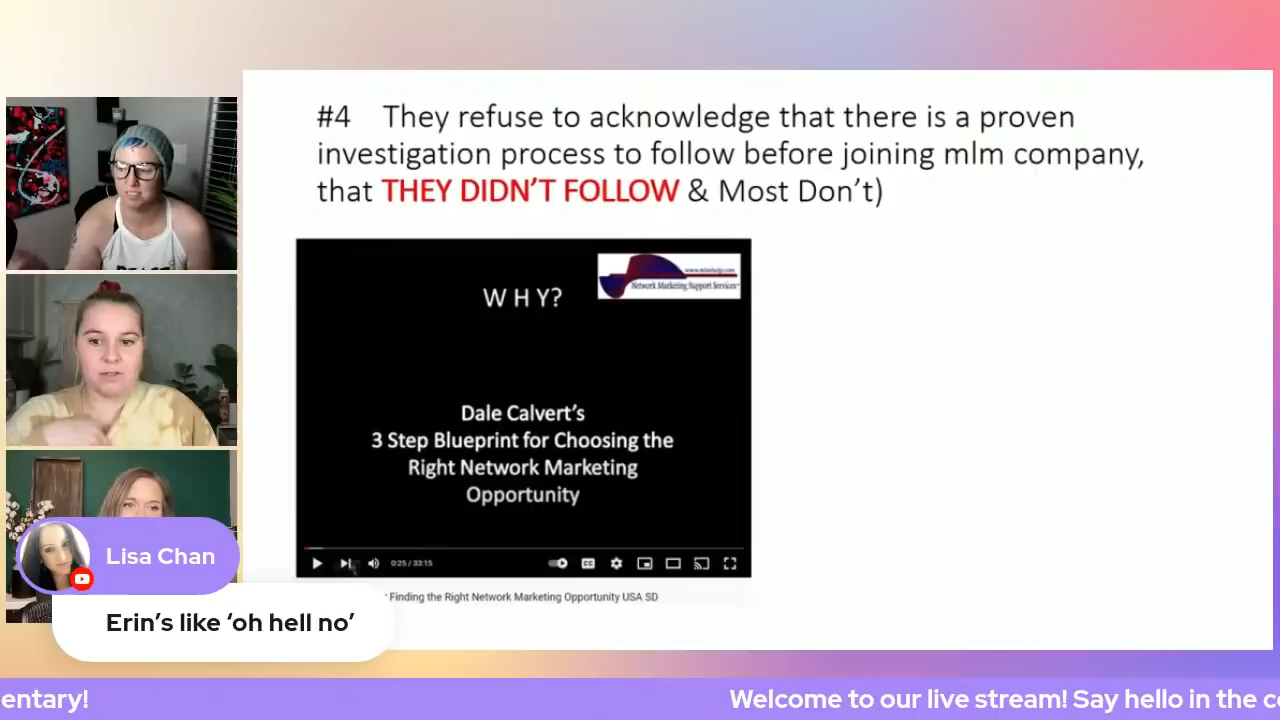 #4 They refuse to acknowledge that there is a proven
investigation process to follow before joining mlm company,
that THEY DIDN'T FOLLOW & Most Don't)
Network Marketing Support Services
W H Y?
Dale Calvert's
3 Step Blueprint for Choosing the
Right Network Marketing
Opportunity
0:25 / 33:15
Finding the Right Network Marketing Opportunity USA SD
Lisa Chan
Erin's like ‘oh hell no’
entary!
Welcome to our live stream! Say hello in the co